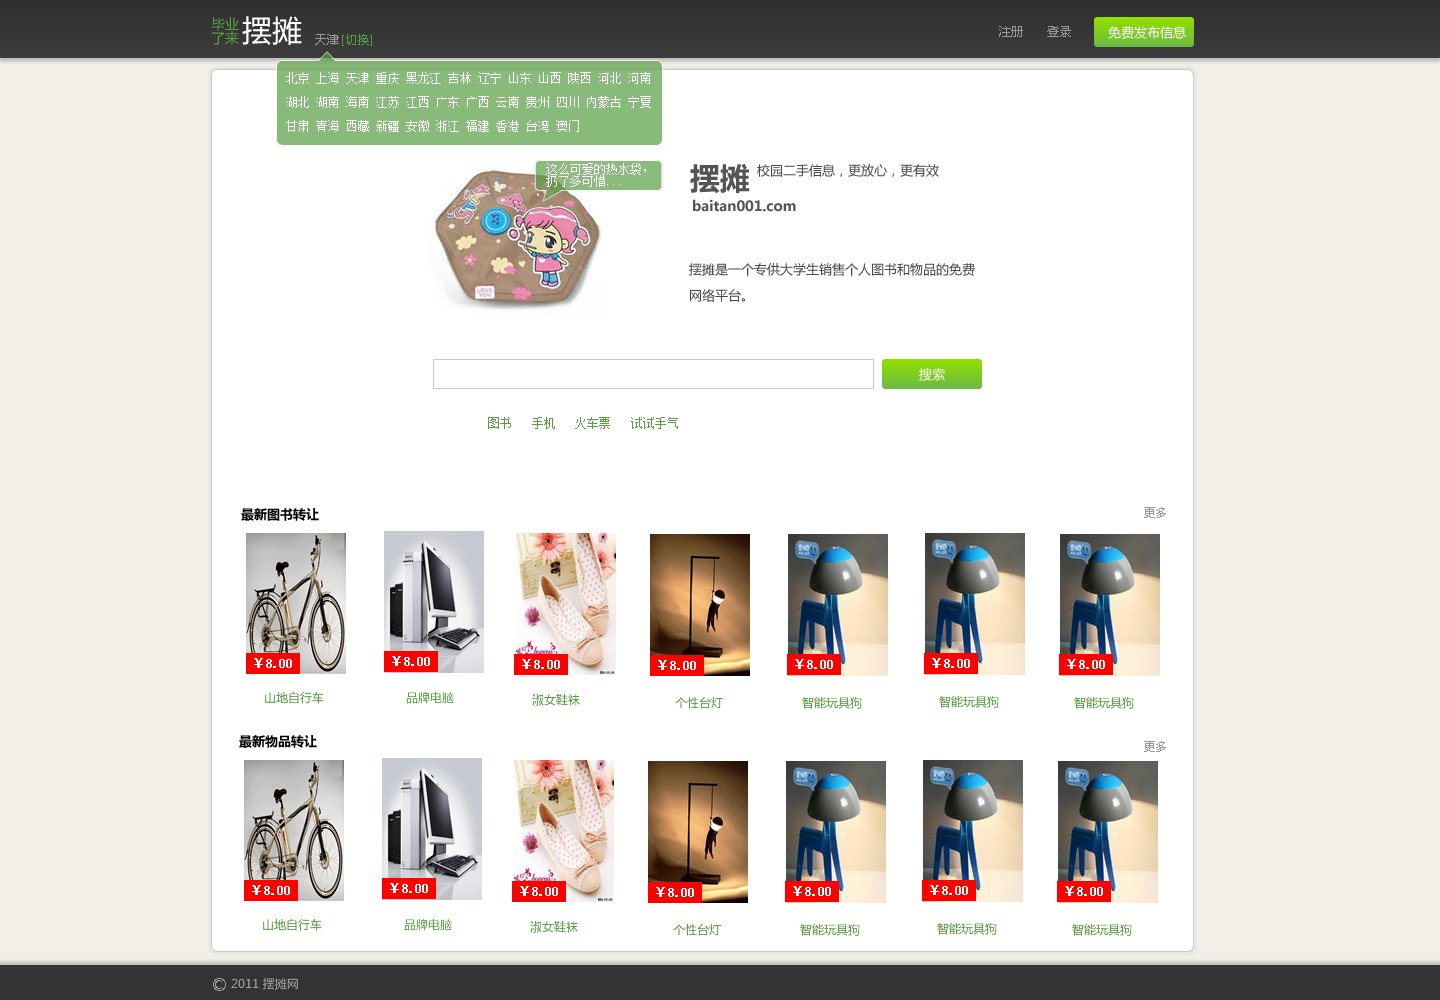 毕业了菜 摆摊 天津 [切换] 注册 登录 免费发布信息
北京 上海 天津 重庆 黑龙江 吉林 辽宁 山东 山西 陕西 河北 河南
湖北 湖南 海南 江苏 江西 广东 广西 云南 贵州 四川 内蒙古 宁夏
甘肃 青海 西藏 新疆 安徽 浙江 福建 香港 台湾 澳门
这么可爱的热水袋，
扔了多可惜...
LOVE YOU
摆摊 校园二手信息，更放心，更有效
baitan001.com
摆摊是一个专供大学生销售个人图书和物品的免费
网络平台。
搜索
图书 手机 火车票 试试手气
最新图书转让 更多
¥8.00 ¥8.00 ¥8.00 ¥8.00 ¥8.00 ¥8.00 ¥8.00
山地自行车 品牌电脑 淑女鞋袜 个性台灯 智能玩具狗 智能玩具狗 智能玩具狗
最新物品转让 更多
¥8.00 ¥8.00 ¥8.00 ¥8.00 ¥8.00 ¥8.00 ¥8.00
山地自行车 品牌电脑 淑女鞋袜 个性台灯 智能玩具狗 智能玩具狗 智能玩具狗
© 2011 摆摊网